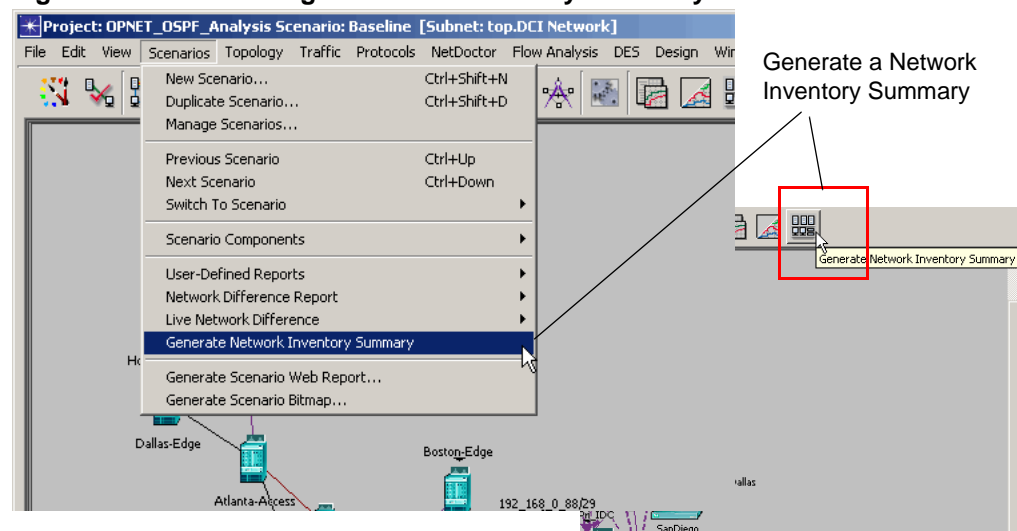 Project: OPNET_OSPF_Analysis Scenario: Baseline [Subnet: top.DCI Network]
File Edit View Scenarios Topology Traffic Protocols NetDoctor Flow Analysis DES Design
New Scenario... Ctrl+Shift+N
Duplicate Scenario... Ctrl+Shift+D
Manage Scenarios...
Previous Scenario Ctrl+Up
Next Scenario Ctrl+Down
Switch To Scenario
Scenario Components
User-Defined Reports
Network Difference Report
Live Network Difference
Generate Network Inventory Summary
Generate Scenario Web Report...
Generate Scenario Bitmap...
Generate a Network
Inventory Summary
Generate Network Inventory Summary
Dallas-Edge
Boston-Edge
Atlanta-Access
192_168_0_88/29
IDC
SanDiego